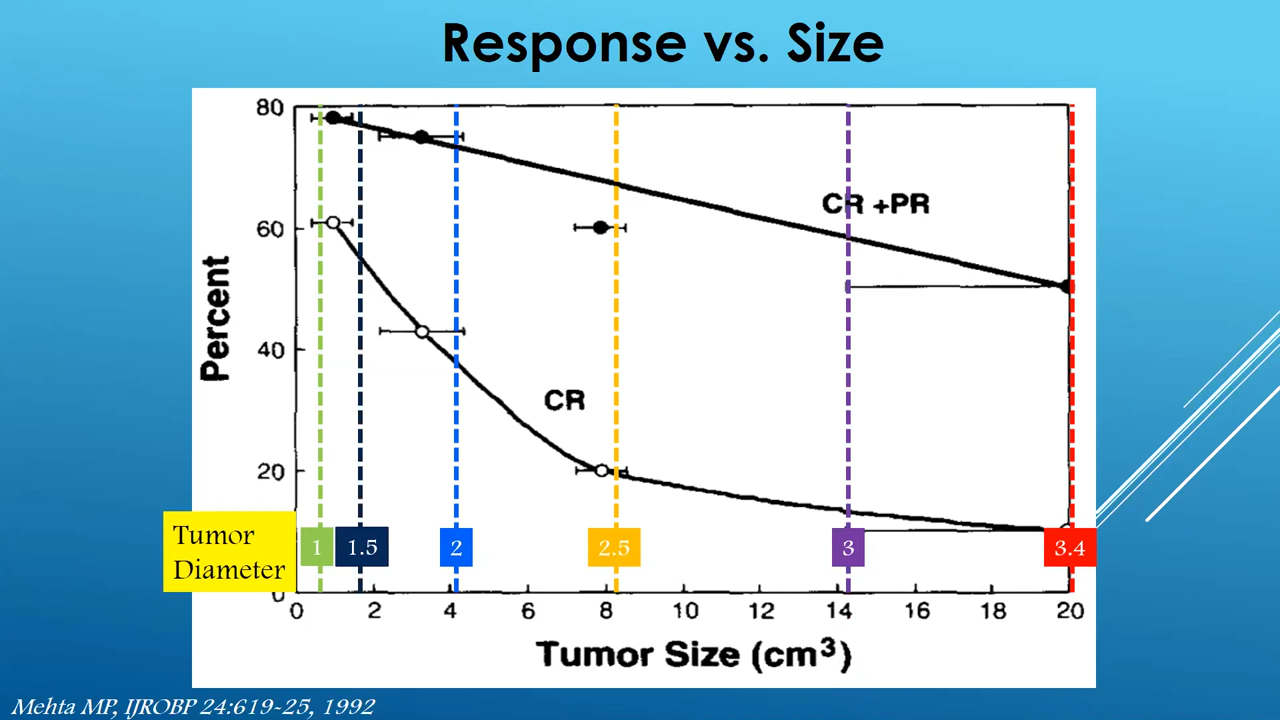 Response vs. Size
80
60
40
20
0
Percent
CR +PR
CR
Tumor
Diameter
1
1.5
2
2.5
3
3.4
0 2 4 6 8 10 12 14 16 18 20
Tumor Size (cm³)
Mehta MP, IJROBP 24:619-25, 1992